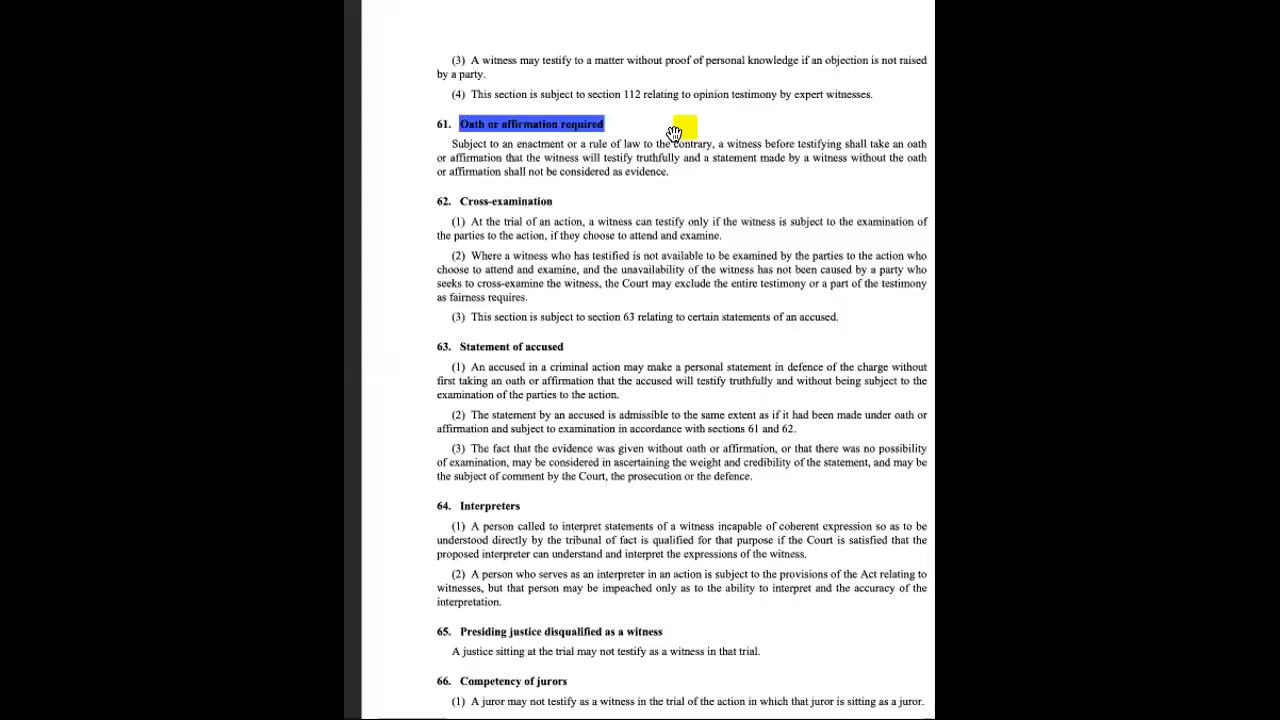 (3) A witness may testify to a matter without proof of personal knowledge if an objection is not raised
by a party.
(4) This section is subject to section 112 relating to opinion testimony by expert witnesses.
61. Oath or affirmation required
Subject to an enactment or a rule of law to the contrary, a witness before testifying shall take an oath
or affirmation that the witness will testify truthfully and a statement made by a witness without the oath
or affirmation shall not be considered as evidence.
62. Cross-examination
(1) At the trial of an action, a witness can testify only if the witness is subject to the examination of
the parties to the action, if they choose to attend and examine.
(2) Where a witness who has testified is not available to be examined by the parties to the action who
choose to attend and examine, and the unavailability of the witness has not been caused by a party who
seeks to cross-examine the witness, the Court may exclude the entire testimony or a part of the testimony
as fairness requires.
(3) This section is subject to section 63 relating to certain statements of an accused.
63. Statement of accused
(1) An accused in a criminal action may make a personal statement in defence of the charge without
first taking an oath or affirmation that the accused will testify truthfully and without being subject to the
examination of the parties to the action.
(2) The statement by an accused is admissible to the same extent as if it had been made under oath or
affirmation and subject to examination in accordance with sections 61 and 62.
(3) The fact that the evidence was given without oath or affirmation, or that there was no possibility
of examination, may be considered in ascertaining the weight and credibility of the statement, and may be
the subject of comment by the Court, the prosecution or the defence.
64. Interpreters
(1) A person called to interpret statements of a witness incapable of coherent expression so as to be
understood directly by the tribunal of fact is qualified for that purpose if the Court is satisfied that the
proposed interpreter can understand and interpret the expressions of the witness.
(2) A person who serves as an interpreter in an action is subject to the provisions of the Act relating to
witnesses, but that person may be impeached only as to the ability to interpret and the accuracy of the
interpretation.
65. Presiding justice disqualified as a witness
A justice sitting at the trial may not testify as a witness in that trial.
66. Competency of jurors
(1) A juror may not testify as a witness in the trial of the action in which that juror is sitting as a juror.